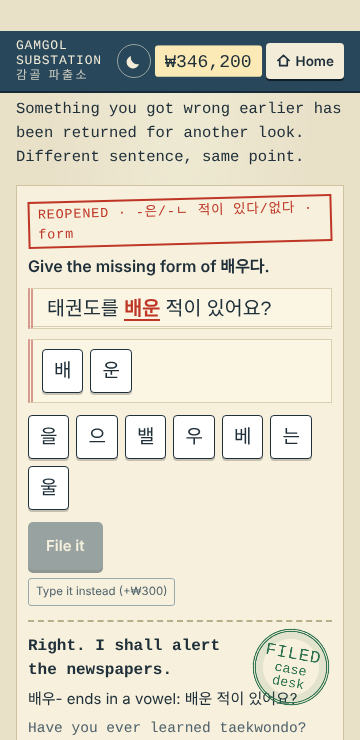 GAMGOL
SUBSTATION
감골 파출소
₩346,200
Home
Something you got wrong earlier has
been returned for another look.
Different sentence, same point.
REOPENED · -은/-ㄴ 적이 있다/없다 ·
form
Give the missing form of 배우다.
태권도를 배운 적이 있어요?
배 운
을 으 밸 우 베 는
울
File it
Type it instead (+₩300)
Right. I shall alert
the newspapers.
FILED
case
desk
배우- ends in a vowel: 배운 적이 있어요?
Have you ever learned taekwondo?